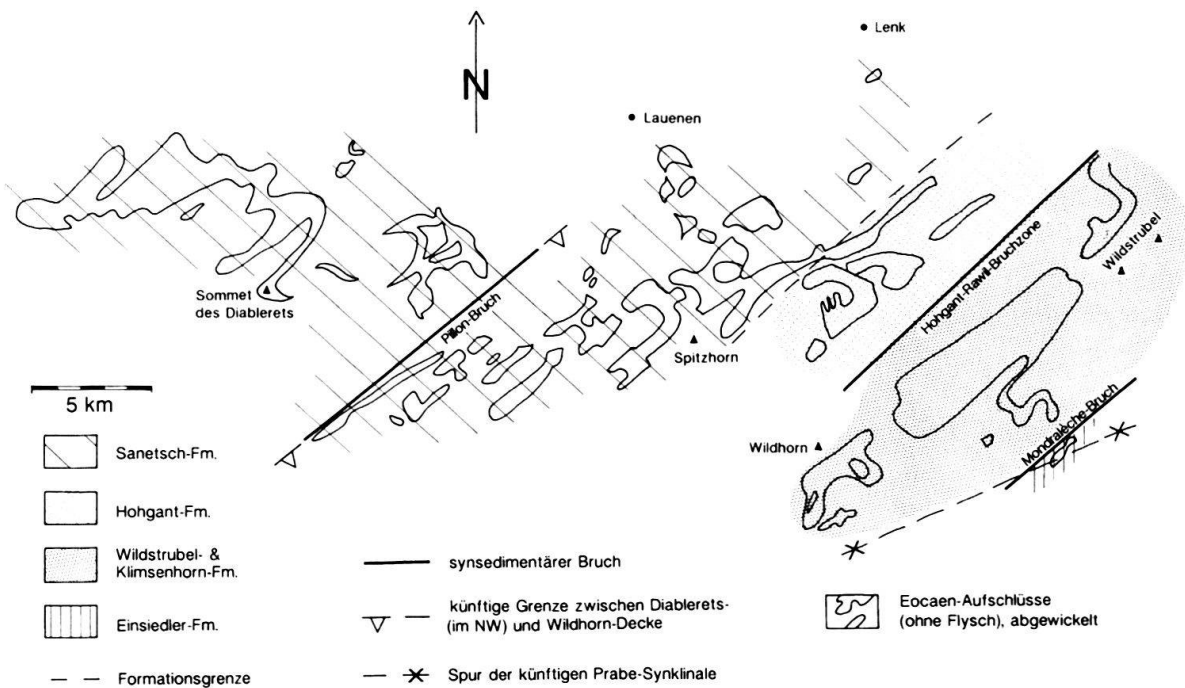 Lenk
N
Lauenen
Sommet
des Diablerets
Pillon-Bruch
Hohgant-Rawil-Bruchzone
Wildstrubel
Spitzhorn
5 km
Wildhorn
Mondralèche-Bruch
Sanetsch-Fm.
Hohgant-Fm.
Wildstrubel- &
Klimsenhorn-Fm.
Einsiedler-Fm.
Formationsgrenze
synsedimentärer Bruch
künftige Grenze zwischen Diablerets-
(im NW) und Wildhorn-Decke
Spur der künftigen Prabe-Synklinale
Eocaen-Aufschlüsse
(ohne Flysch), abgewickelt